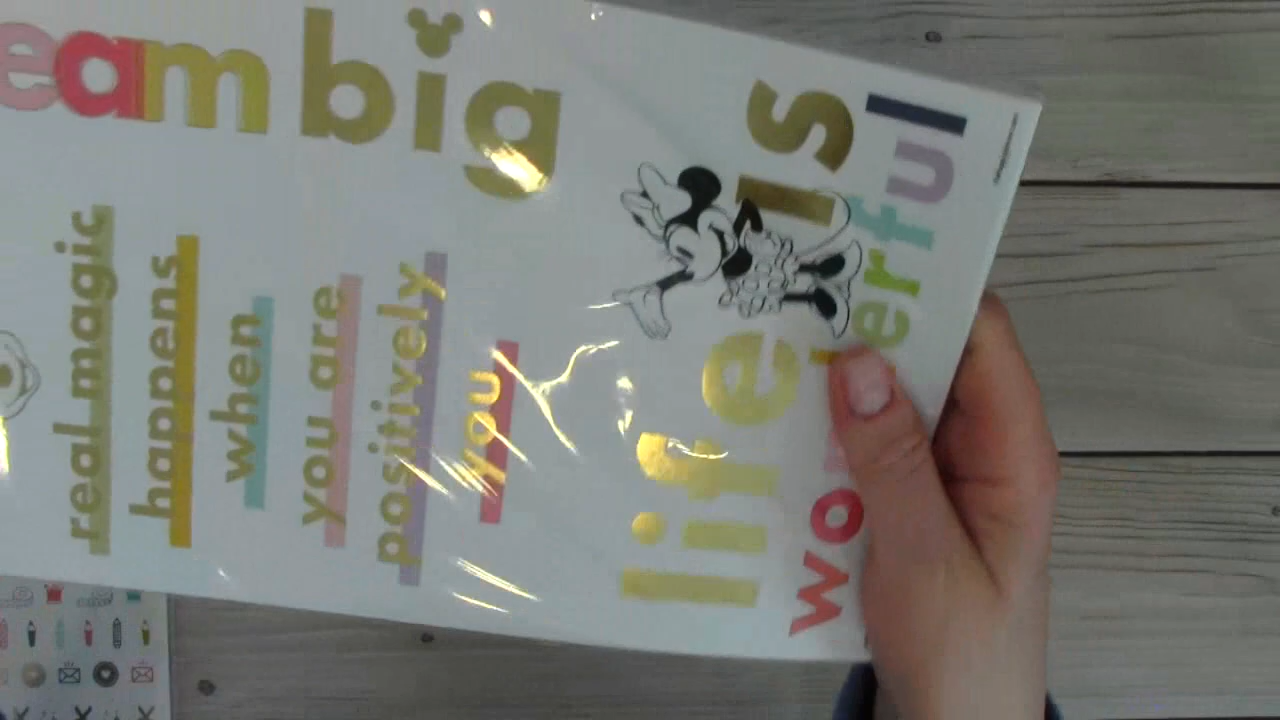 eam big
real magic
happens
when
you are
positively
you
life is
wo erful